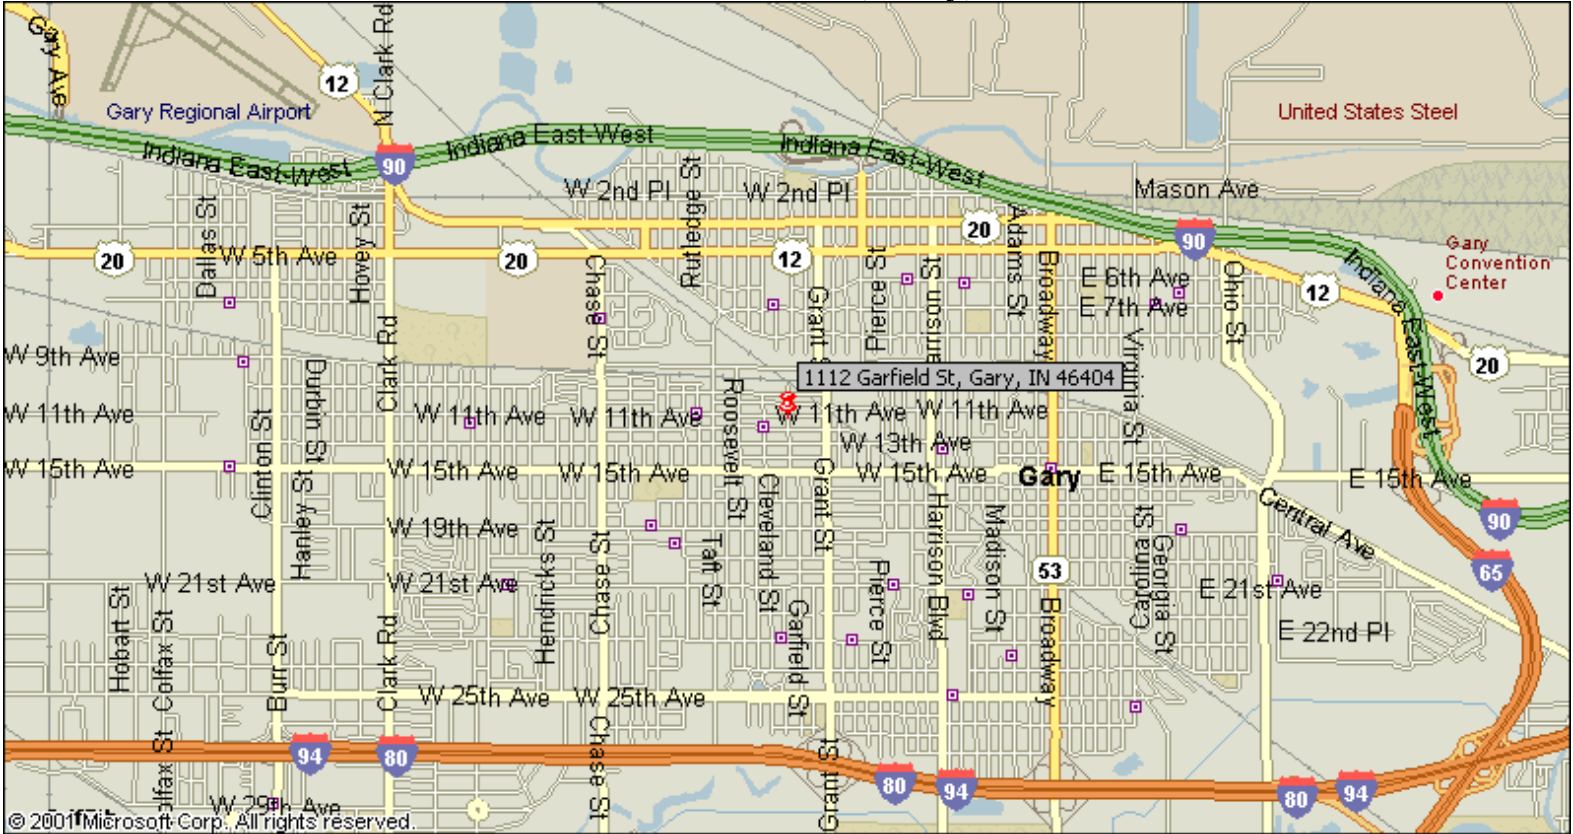 Gary Ave
12
N Clark Rd
Gary Regional Airport
United States Steel
Indiana East-West
Indiana East-West
Indiana East-West
90
W 2nd Pl
Rutledge St
W 2nd Pl
Mason Ave
Dallas St
Hovey St
Adams St
20
90
20
W 5th Ave
20
12
Pierce St
Broadway
Gary
Convention
Center
Indiana East-West
Chase St
Grant St
E 6th Ave
E 7th Ave
Ohio St
12
W 9th Ave
Durbin St
Clark Rd
Virginia St
20
1112 Garfield St, Gary, IN 46404
W 11th Ave
W 11th Ave
W 11th Ave
Roosevelt St
W 11th Ave
W 11th Ave
Clinton St
W 13th Ave
W 15th Ave
Hanley St
W 15th Ave
W 15th Ave
Cleveland St
Grant St
W 15th Ave
Gary
E 15th Ave
E 15th Ave
Central Ave
90
W 19th Ave
Hendricks St
Chase St
Taft St
Harrison Blvd
Madison St
Carolina St
Georgia St
53
65
W 21st Ave
W 21st Ave
Pierce St
E 21st Ave
Hobart St
Colfax St
Garfield St
E 22nd Pl
Burr St
Clark Rd
Broadway
W 25th Ave
W 25th Ave
Colfax St
Chase St
94
80
80
94
80
94
W 29th Ave
© 2001 Microsoft Corp. All rights reserved.